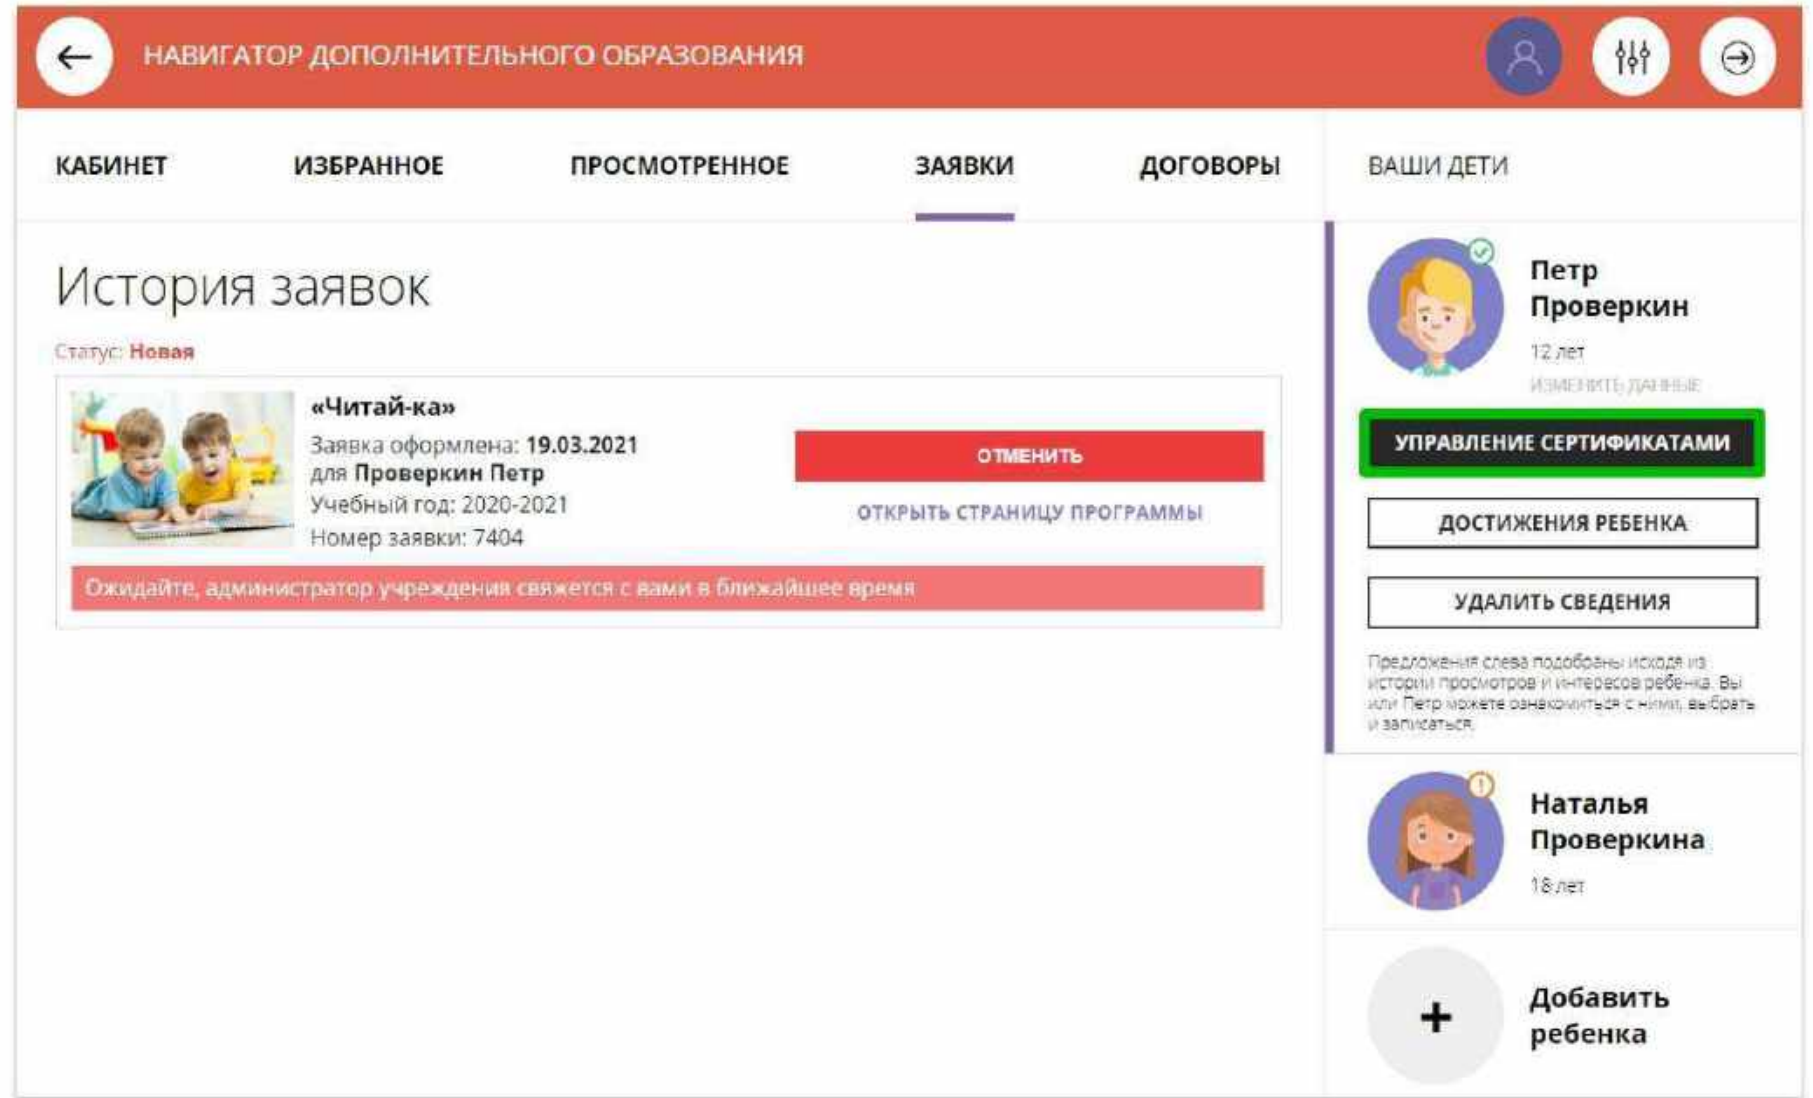 НАВИГАТОР ДОПОЛНИТЕЛЬНОГО ОБРАЗОВАНИЯ
КАБИНЕТ
ИЗБРАННОЕ
ПРОСМОТРЕННОЕ
ЗАЯВКИ
ДОГОВОРЫ
История заявок
Статус: Новая
«Читай-ка»
Заявка оформлена: 19.03.2021
для Проверкин Петр
Учебный год: 2020-2021
Номер заявки: 7404
ОТМЕНИТЬ
ОТКРЫТЬ СТРАНИЦУ ПРОГРАММЫ
Ожидайте, администратор учреждения свяжется с вами в ближайшее время
ВАШИ ДЕТИ
Петр
Проверкин
12 лет
ИЗМЕНИТЬ ДАННЫЕ
УПРАВЛЕНИЕ СЕРТИФИКАТАМИ
ДОСТИЖЕНИЯ РЕБЕНКА
УДАЛИТЬ СВЕДЕНИЯ
Предложения слева подобраны исходя из
истории просмотров и интересов ребенка. Вы
или Петр можете ознакомиться с ними, выбрать
и записаться.
Наталья
Проверкина
18 лет
Добавить
ребенка